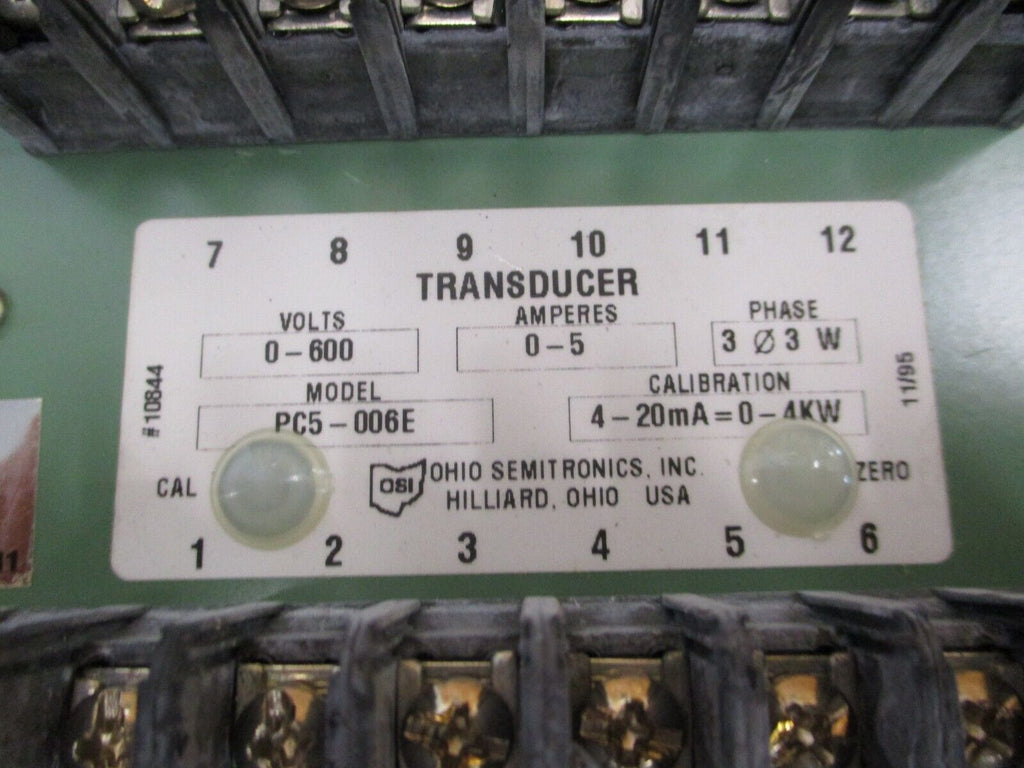 7 8 9 10 11 12
TRANSDUCER
VOLTS AMPERES PHASE
0-600 0-5 3 Ø 3 W
MODEL CALIBRATION
PC5-006E 4-20mA=0-4KW
#10844
11/95
CAL OSI OHIO SEMITRONICS, INC. ZERO
HILLIARD, OHIO USA
1 2 3 4 5 6